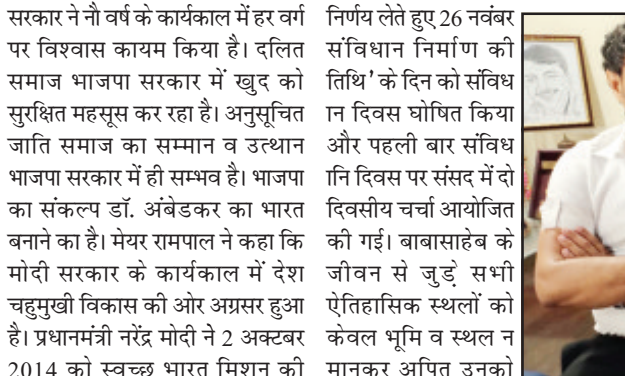 सरकार ने नौ वर्ष के कार्यकाल में हर वर्ग
पर विश्वास कायम किया है। दलित
समाज भाजपा सरकार में खुद को
सुरक्षित महसूस कर रहा है। अनुसूचित
जाति समाज का सम्मान व उत्थान
भाजपा सरकार में ही सम्भव है। भाजपा
का संकल्प डॉ. अंबेडकर का भारत
बनाने का है। मेयर रामपाल ने कहा कि
मोदी सरकार के कार्यकाल में देश
चहुमुखी विकास की ओर अग्रसर हुआ
है। प्रधानमंत्री नरेंद्र मोदी ने 2 अक्टबर
2014 को स्वच्छ भारत मिशन की
निर्णय लेते हुए 26 नवंबर
संविधान निर्माण की
तिथि' के दिन को संविध
ान दिवस घोषित किया
और पहली बार संविध
ानि दिवस पर संसद में दो
दिवसीय चर्चा आयोजित
की गई। बाबासाहेब के
जीवन से जुड़े सभी
ऐतिहासिक स्थलों को
केवल भूमि व स्थल न
मानकर अपित उनको